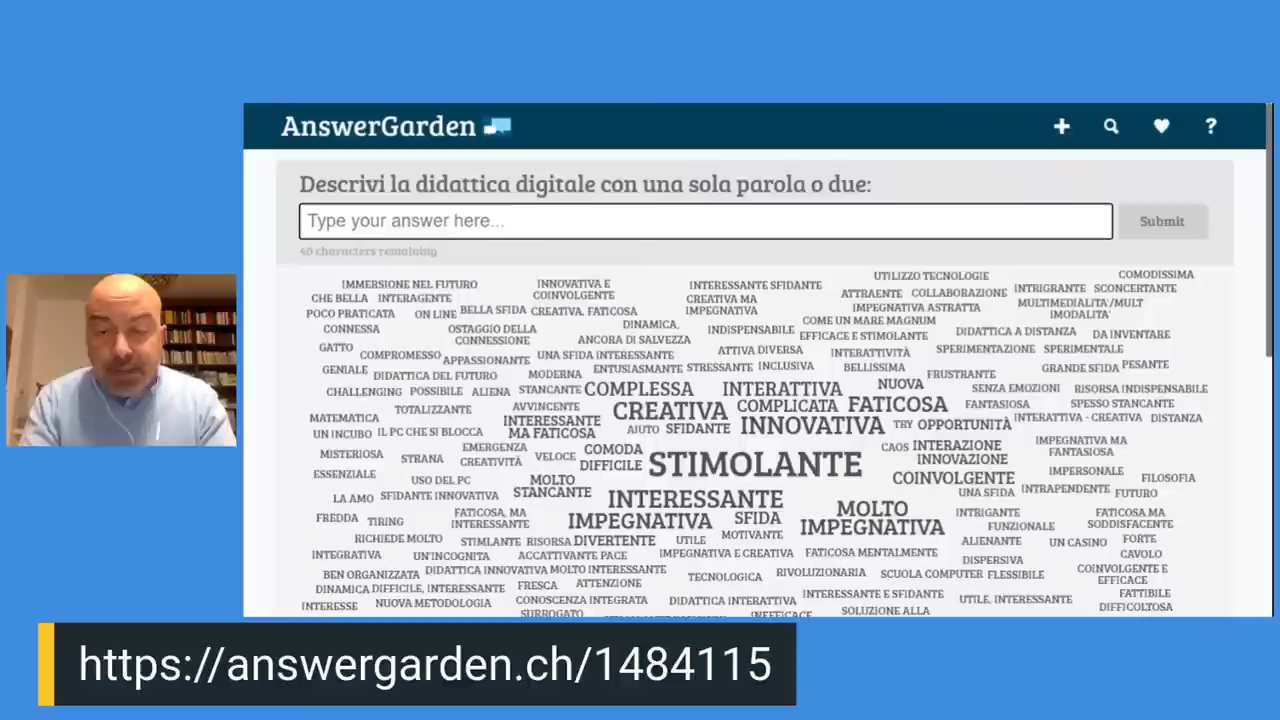 AnswerGarden
Descrivi la didattica digitale con una sola parola o due:
Type your answer here...
Submit
40 characters remaining
IMMERSIONE NEL FUTURO
INNOVATIVA E COINVOLGENTE
INTERESSANTE SFIDANTE
UTILIZZO TECNOLOGIE
COMODISSIMA
CHE BELLA
INTERAGENTE
CREATIVA MA IMPEGNATIVA
ATTRAENTE
COLLABORAZIONE
INTRIGRANTE
SCONCERTANTE
POCO PRATICATA
ON LINE
BELLA SFIDA
CREATIVA, FATICOSA
IMPEGNATIVA ASTRATTA
MULTIMEDIALITA'/MULT IMODALITA'
CONNESSA
OSTAGGIO DELLA CONNESSIONE
DINAMICA,
ANCORA DI SALVEZZA
INDISPENSABILE
COME UN MARE MAGNUM
EFFICACE E STIMOLANTE
DIDATTICA A DISTANZA
DA INVENTARE
GATTO
COMPROMESSO
APPASSIONANTE
UNA SFIDA INTERESSANTE
ATTIVA DIVERSA
INTERATTIVITÀ
SPERIMENTAZIONE
SPERIMENTALE
GENIALE
DIDATTICA DEL FUTURO
MODERNA
ENTUSIASMANTE
STRESSANTE
INCLUSIVA
BELLISSIMA
FRUSTRANTE
GRANDE SFIDA
PESANTE
CHALLENGING
POSSIBILE
ALIENA
STANCANTE
COMPLESSA
INTERATTIVA
NUOVA
SENZA EMOZIONI
RISORSA INDISPENSABILE
MATEMATICA
TOTALIZZANTE
AVVINCENTE
CREATIVA
COMPLICATA
FATICOSA
FANTASIOSA
SPESSO STANCANTE
INTERESSANTE MA FATICOSA
AIUTO
SFIDANTE
INNOVATIVA
TRY
OPPORTUNITÀ
INTERATTIVA - CREATIVA
DISTANZA
UN INCUBO
IL PC CHE SI BLOCCA
MISTERIOSA
STRANA
EMERGENZA
CREATIVITÀ
VELOCE
COMODA
DIFFICILE
STIMOLANTE
CAOS
INTERAZIONE
INNOVAZIONE
IMPEGNATIVA MA FANTASIOSA
ESSENZIALE
USO DEL PC
MOLTO STANCANTE
COINVOLGENTE
IMPERSONALE
FILOSOFIA
LA AMO
SFIDANTE INNOVATIVA
INTERESSANTE
UNA SFIDA
INTRAPENDENTE
FUTURO
FREDDA
TIRING
FATICOSA, MA INTERESSANTE
IMPEGNATIVA
SFIDA
MOLTO IMPEGNATIVA
INTRIGANTE
FATICOSA MA SODDISFACENTE
RICHIEDE MOLTO
STIMLANTE
RISORSA
DIVERTENTE
UTILE
MOTIVANTE
FUNZIONALE
ALIENANTE
UN CASINO
FORTE
INTEGRATIVA
UN'INCOGNITA
ACCATTIVANTE PACE
IMPEGNATIVA E CREATIVA
FATICOSA MENTALMENTE
DISPERSIVA
CAVOLO
BEN ORGANIZZATA
DIDATTICA INNOVATIVA
MOLTO INTERESSANTE
TECNOLOGICA
RIVOLUZIONARIA
SCUOLA COMPUTER
FLESSIBILE
COINVOLGENTE E EFFICACE
DINAMICA
DIFFICILE, INTERESSANTE
FRESCA
ATTENZIONE
INTERESSANTE E SFIDANTE
UTILE, INTERESSANTE
FATTIBILE
INTERESSE
NUOVA METODOLOGIA
CONOSCENZA INTEGRATA
DIDATTICA INTERATTIVA
DIFFICOLTOSA
SURROGATO
INEFFICACE
SOLUZIONE ALLA
https://answergarden.ch/1484115